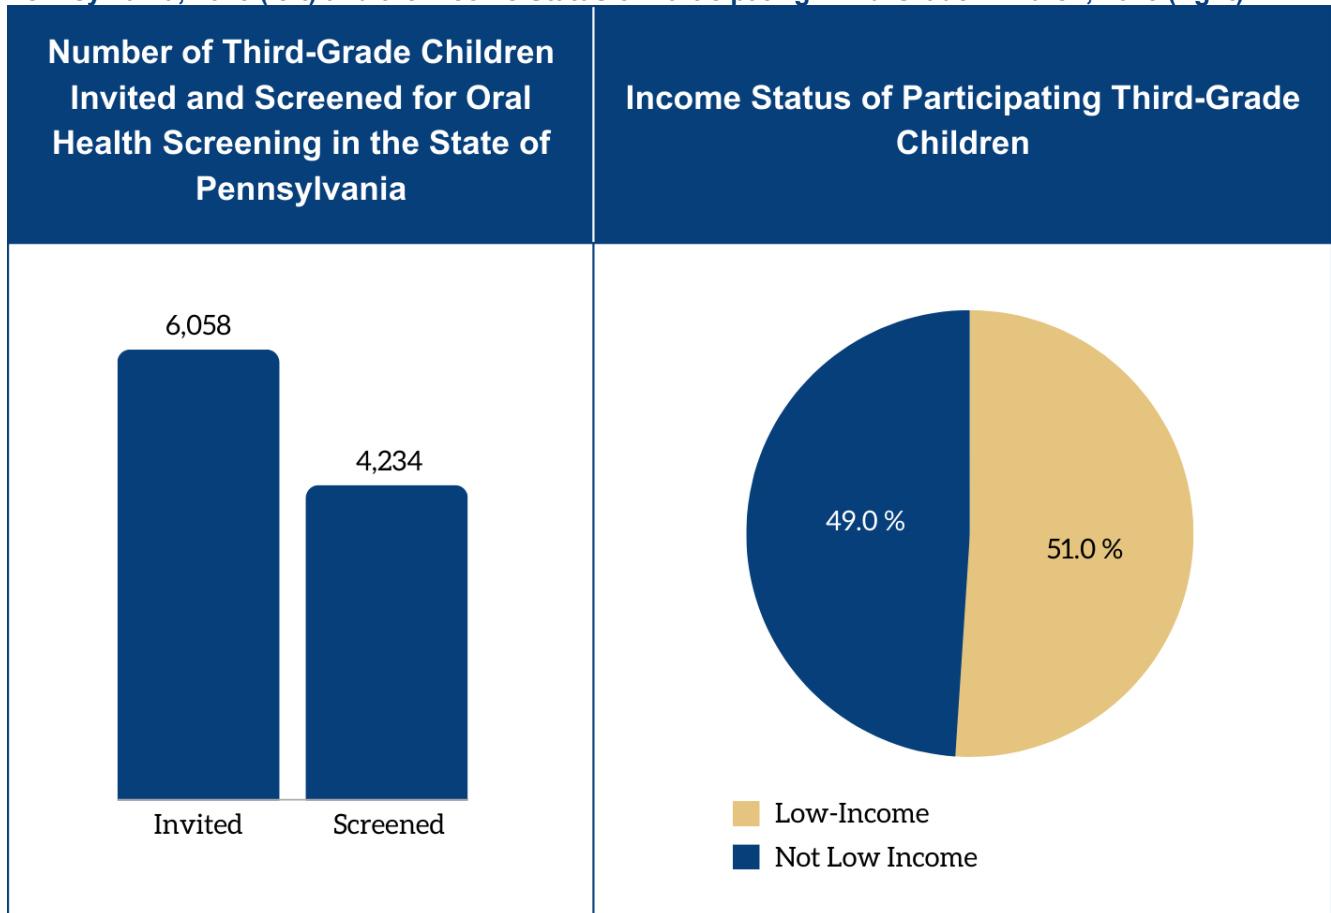 Number of Third-Grade Children
Invited and Screened for Oral
Health Screening in the State of
Pennsylvania
Income Status of Participating Third-Grade
Children
6,058
4,234
Invited
Screened
49.0 %
51.0 %
Low-Income
Not Low Income